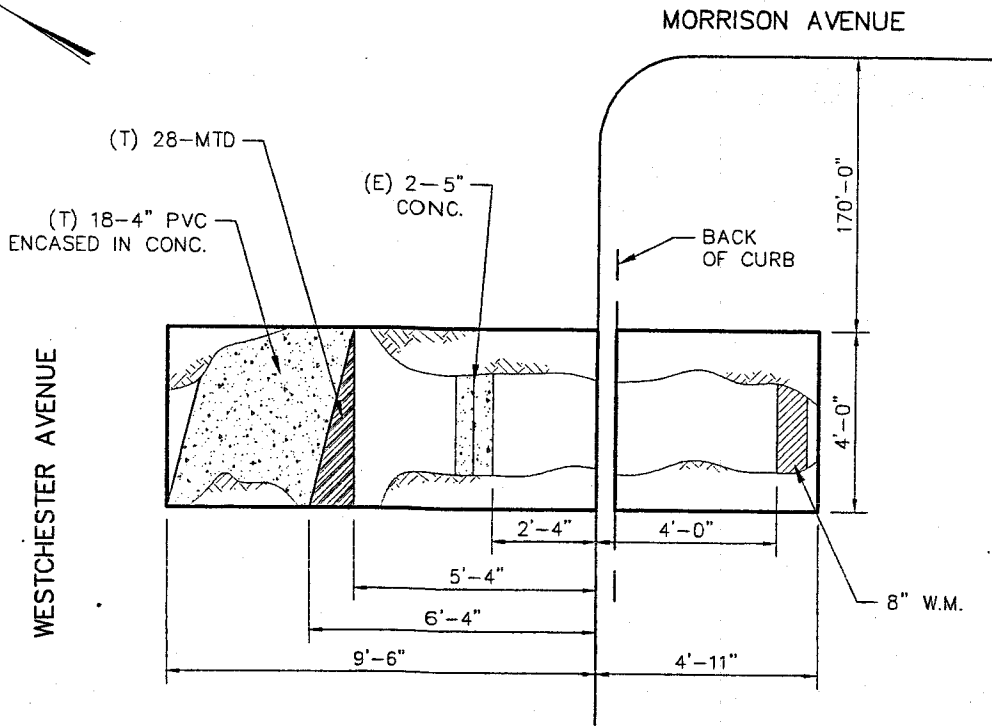 MORRISON AVENUE
(T) 28-MTD
(E) 2-5"
CONC.
(T) 18-4" PVC
ENCASED IN CONC.
BACK
OF CURB
170'-0"
WESTCHESTER AVENUE
4'-0"
2'-4"
4'-0"
5'-4"
8" W.M.
6'-4"
9'-6"
4'-11"